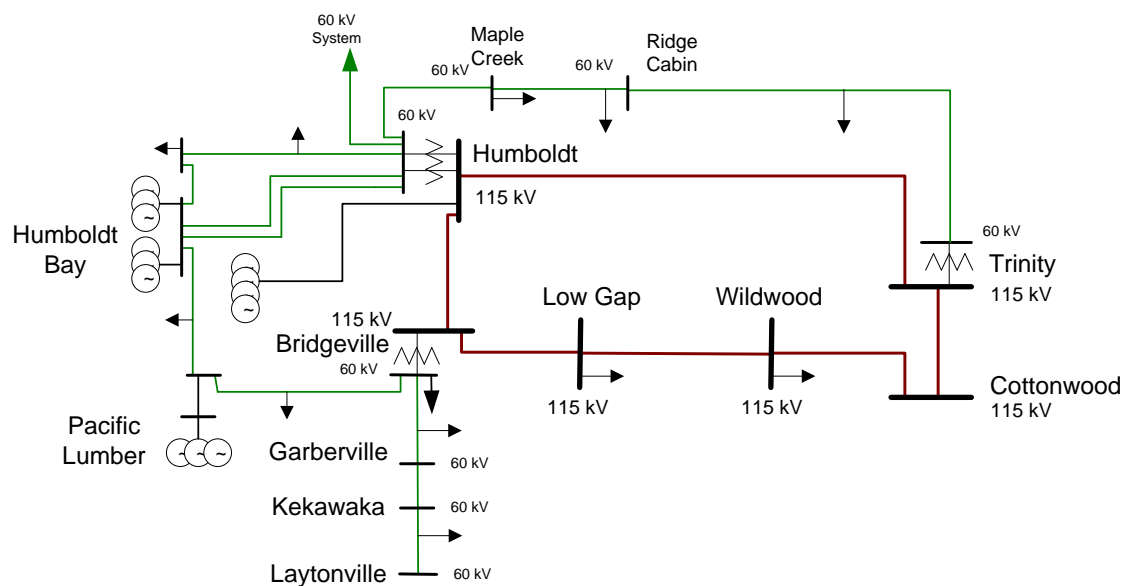 60 kV
System
Maple
Creek
Ridge
Cabin
60 kV
60 kV
60 kV
Humboldt
115 kV
Humboldt
Bay
~
~
~
60 kV
Trinity
115 kV
Low Gap
Wildwood
115 kV
Bridgeville
60 kV
115 kV
115 kV
Cottonwood
115 kV
Pacific
Lumber
~ ~ ~
Garberville
60 kV
Kekawaka
60 kV
Laytonville
60 kV